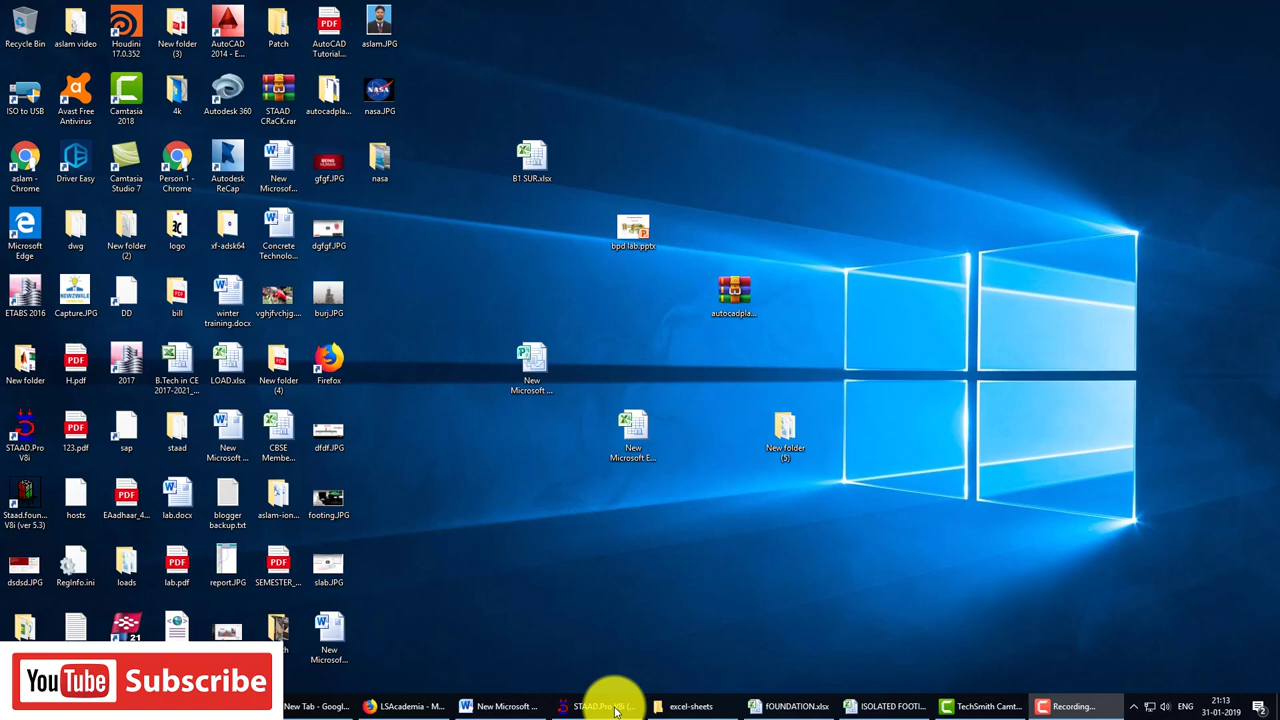 Recycle Bin
aslam video
Houdini
17.0.352
New folder
(3)
AutoCAD
2014 - E...
Patch
AutoCAD
Tutorial...
aslam.JPG
ISO to USB
Avast Free
Antivirus
Camtasia
2018
4k
Autodesk 360
STAAD
CRaCK.rar
autocadpla...
nasa.JPG
aslam -
Chrome
Driver Easy
Camtasia
Studio 7
Person 1 -
Chrome
Autodesk
ReCap
New
Microsof...
gfgf.JPG
nasa
B1 SUR.xlsx
Microsoft
Edge
dwg
New folder
(2)
logo
xf-adsk64
Concrete
Technolo...
dgfgf.JPG
bpd lab.pptx
ETABS 2016
Capture.JPG
DD
bill
winter
training.docx
vghjfvchjg....
burj.JPG
autocadpla...
New folder
H.pdf
2017
B.Tech in CE
2017-2021_...
LOAD.xlsx
New folder
(4)
Firefox
New
Microsoft ...
STAAD.Pro
V8i
123.pdf
sap
staad
New
Microsoft ...
CBSE
Membe...
dfdf.JPG
New
Microsoft E...
New folder
(5)
Staad.foun...
V8i (ver 5.3)
hosts
EAadhaar_4...
lab.docx
blogger
backup.txt
aslam-ion...
footing.JPG
dsdsd.JPG
RegInfo.ini
loads
lab.pdf
report.JPG
SEMESTER_...
slab.JPG
New
Microsof...
YouTube Subscribe
New Tab - Googl...
LSAcademia - M...
New Microsoft ...
STAAD.Pro V8i (...
excel-sheets
FOUNDATION.xlsx
ISOLATED FOOTI...
TechSmith Camt...
Recording...
21:13
31-01-2019